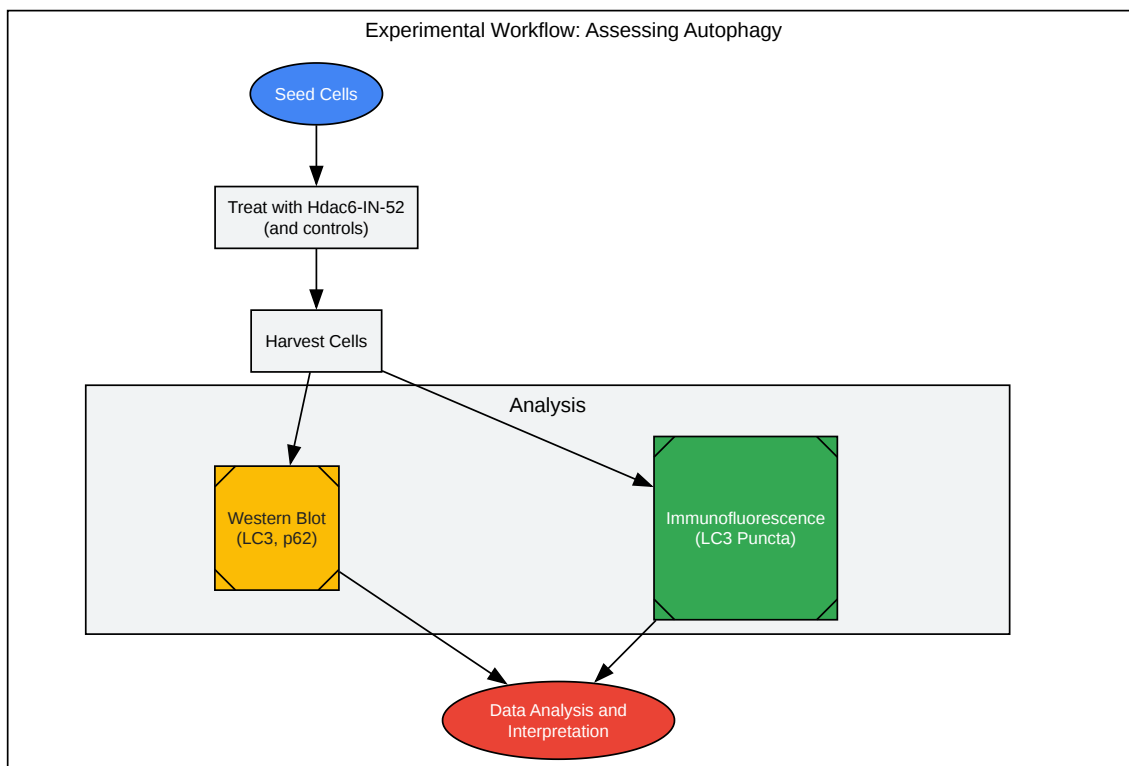 Experimental Workflow: Assessing Autophagy
Seed Cells
Treat with Hdac6-IN-52
(and controls)
Harvest Cells
Analysis
Western Blot
(LC3, p62)
Immunofluorescence
(LC3 Puncta)
Data Analysis and
Interpretation